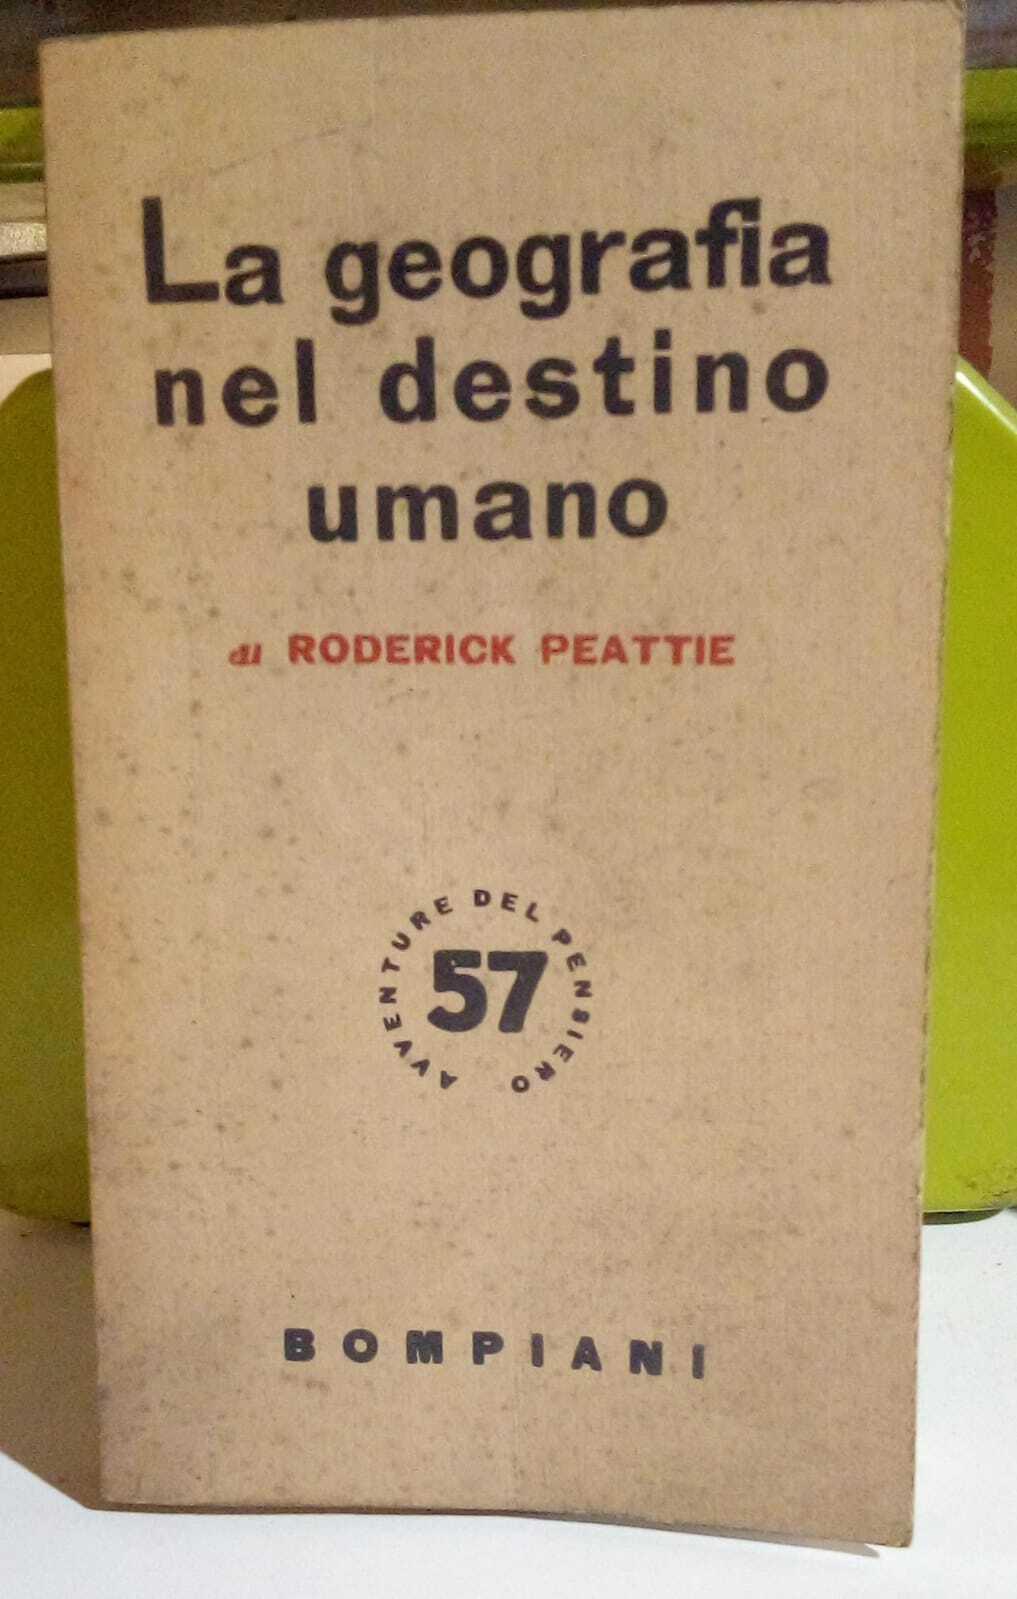 La geografia
nel destino
umano
di RODERICK PEATTIE
AVVENTURE DEL PENSIERO
57
BOMPIANI